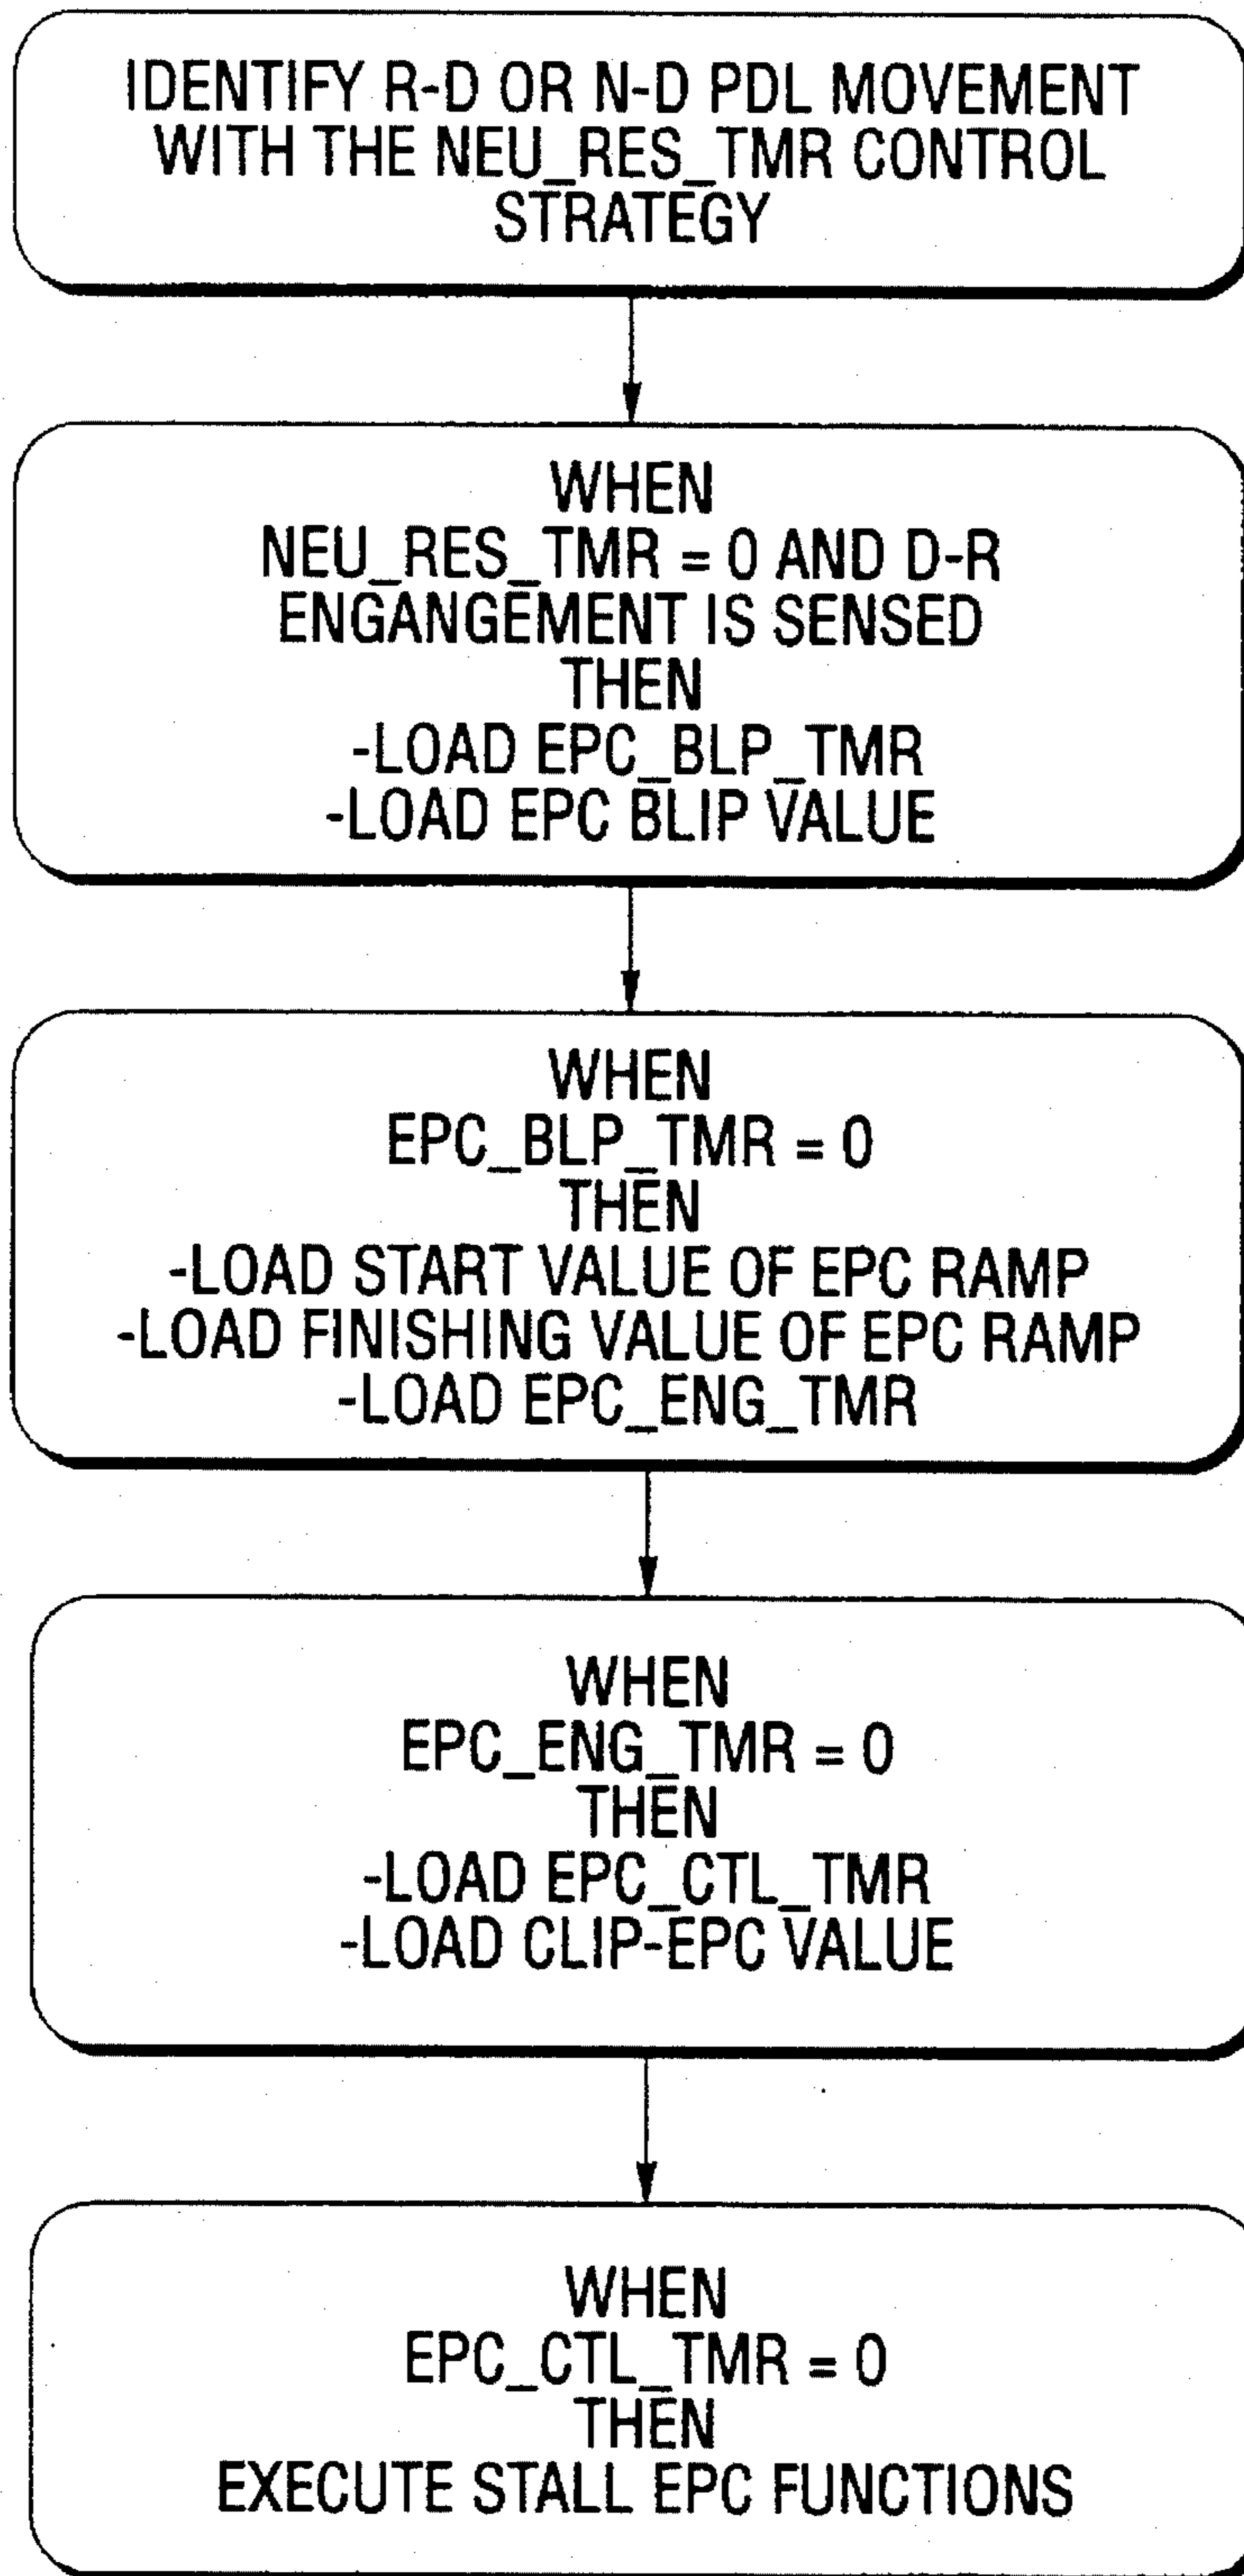 IDENTIFY R-D OR N-D PDL MOVEMENT
WITH THE NEU_RES_TMR CONTROL
STRATEGY
WHEN
NEU_RES_TMR = 0 AND D-R
ENGANGEMENT IS SENSED
THEN
-LOAD EPC_BLP_TMR
-LOAD EPC BLIP VALUE
WHEN
EPC_BLP_TMR = 0
THEN
-LOAD START VALUE OF EPC RAMP
-LOAD FINISHING VALUE OF EPC RAMP
-LOAD EPC_ENG_TMR
WHEN
EPC_ENG_TMR = 0
THEN
-LOAD EPC_CTL_TMR
-LOAD CLIP-EPC VALUE
WHEN
EPC_CTL_TMR = 0
THEN
EXECUTE STALL EPC FUNCTIONS